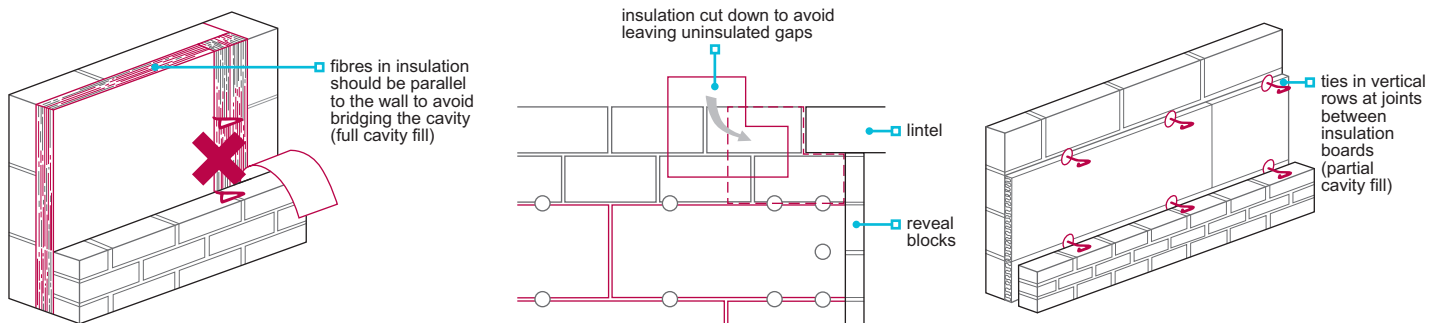 fibres in insulation
should be parallel
to the wall to avoid
bridging the cavity
(full cavity fill)
insulation cut down to avoid
leaving uninsulated gaps
lintel
reveal
blocks
ties in vertical
rows at joints
between
insulation
boards
(partial
cavity fill)